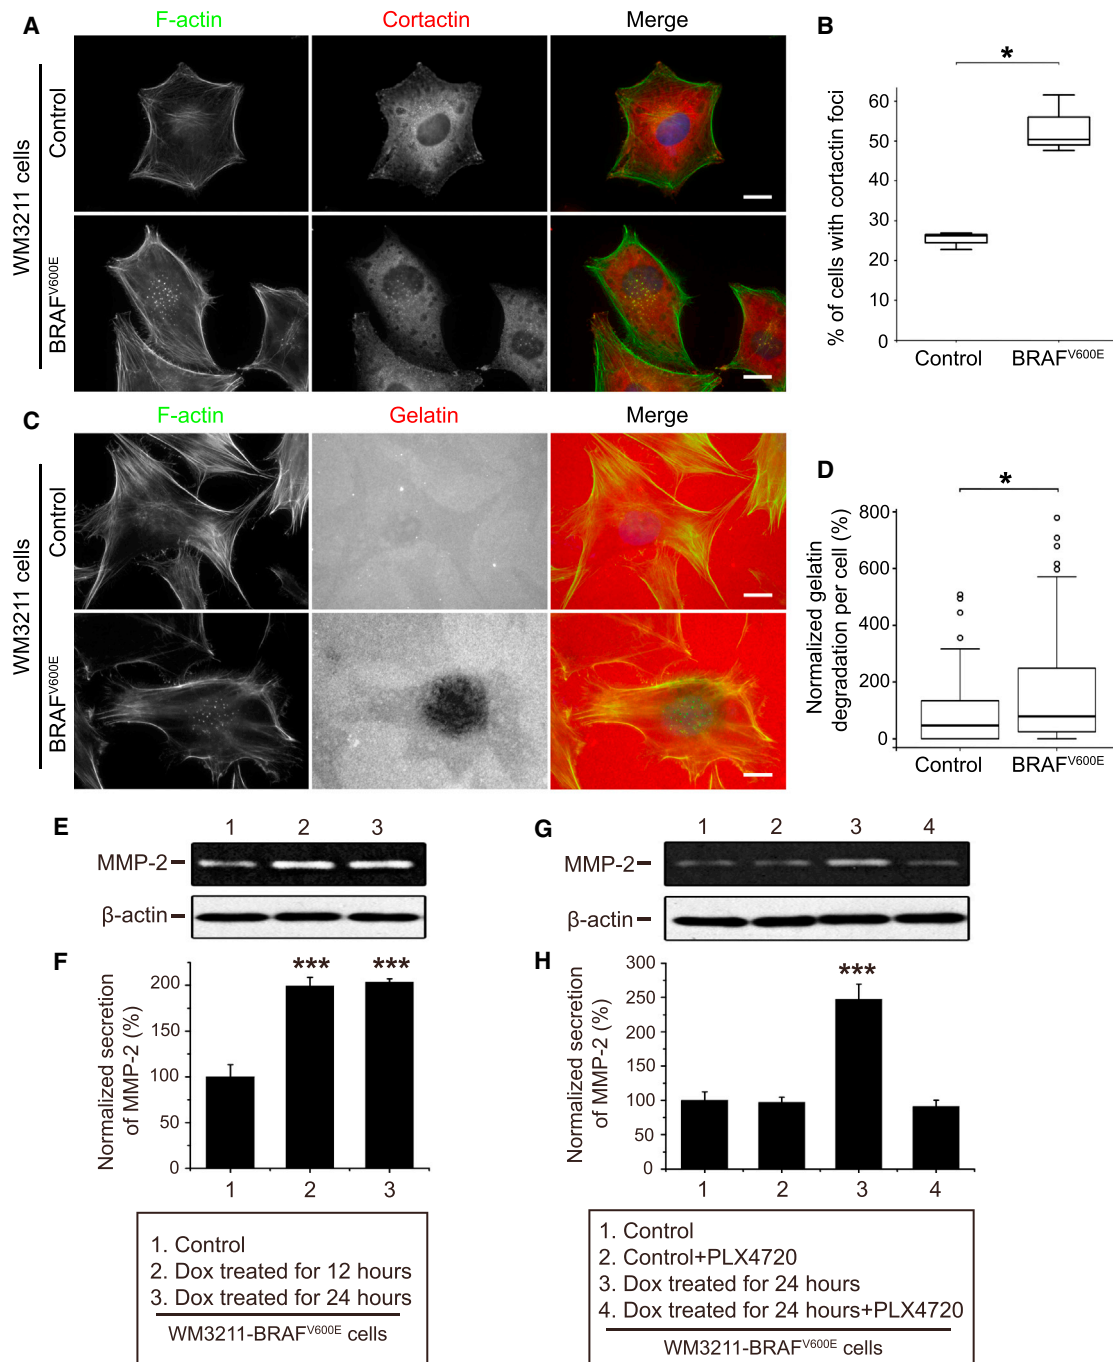 A
F-actin
Cortactin
Merge
WM3211 cells
Control
BRAFV600E
B
*
% of cells with cortactin foci
60
50
40
30
20
10
0
Control
BRAFV600E
C
F-actin
Gelatin
Merge
WM3211 cells
Control
BRAFV600E
D
*
Normalized gelatin
degradation per cell (%)
800
600
400
200
0
Control
BRAFV600E
E
1 2 3
MMP-2
β-actin
F
*** ***
Normalized secretion
of MMP-2 (%)
200
150
100
50
0
1 2 3
1. Control
2. Dox treated for 12 hours
3. Dox treated for 24 hours
WM3211-BRAFV600E cells
G
1 2 3 4
MMP-2
β-actin
H
***
Normalized secretion
of MMP-2 (%)
300
250
200
150
100
50
0
1 2 3 4
1. Control
2. Control+PLX4720
3. Dox treated for 24 hours
4. Dox treated for 24 hours+PLX4720
WM3211-BRAFV600E cells